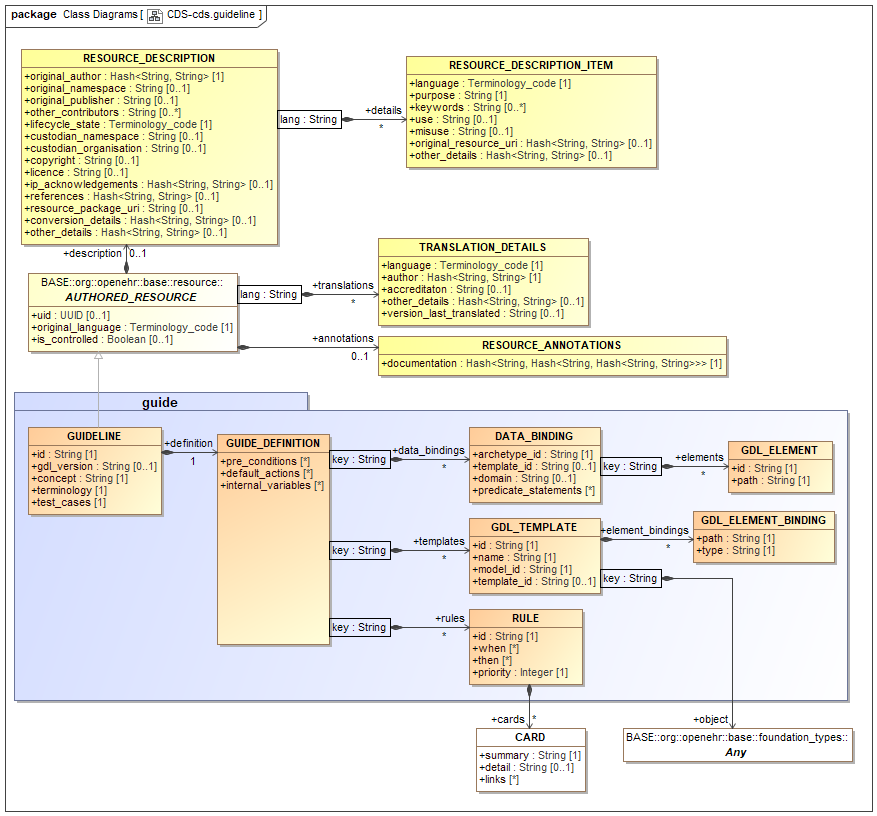 package Class Diagrams [ CDS-cds.guideline ]
RESOURCE_DESCRIPTION
+original_author : Hash<String, String> [1]
+original_namespace : String [0..1]
+original_publisher : String [0..1]
+other_contributors : String [0..*]
+lifecycle_state : Terminology_code [1]
+custodian_namespace : String [0..1]
+custodian_organisation : String [0..1]
+copyright : String [0..1]
+licence : String [0..1]
+ip_acknowledgements : Hash<String, String> [0..1]
+references : Hash<String, String> [0..1]
+resource_package_uri : String [0..1]
+conversion_details : Hash<String, String> [0..1]
+other_details : Hash<String, String> [0..1]
lang : String
+details
*
RESOURCE_DESCRIPTION_ITEM
+language : Terminology_code [1]
+purpose : String [1]
+keywords : String [0..*]
+use : String [0..1]
+misuse : String [0..1]
+original_resource_uri : Hash<String, String> [0..1]
+other_details : Hash<String, String> [0..1]
+description 0..1
BASE::org::openehr::base::resource::
AUTHORED_RESOURCE
+uid : UUID [0..1]
+original_language : Terminology_code [1]
+is_controlled : Boolean [0..1]
lang : String
+translations
*
TRANSLATION_DETAILS
+language : Terminology_code [1]
+author : Hash<String, String> [1]
+accreditaton : String [0..1]
+other_details : Hash<String, String> [0..1]
+version_last_translated : String [0..1]
+annotations
0..1
RESOURCE_ANNOTATIONS
+documentation : Hash<String, Hash<String, Hash<String, String>>> [1]
guide
GUIDELINE
+id : String [1]
+gdl_version : String [0..1]
+concept : String [1]
+terminology [1]
+test_cases [1]
+definition
1
GUIDE_DEFINITION
+pre_conditions [*]
+default_actions [*]
+internal_variables [*]
key : String
+data_bindings
*
DATA_BINDING
+archetype_id : String [1]
+template_id : String [0..1]
+domain : String [0..1]
+predicate_statements [*]
key : String
+elements
*
GDL_ELEMENT
+id : String [1]
+path : String [1]
key : String
+templates
*
GDL_TEMPLATE
+id : String [1]
+name : String [1]
+model_id : String [1]
+template_id : String [0..1]
+element_bindings
*
GDL_ELEMENT_BINDING
+path : String [1]
+type : String [1]
key : String
key : String
+rules
*
RULE
+id : String [1]
+when [*]
+then [*]
+priority : Integer [1]
+cards *
CARD
+summary : String [1]
+detail : String [0..1]
+links [*]
+object
BASE::org::openehr::base::foundation_types::
Any